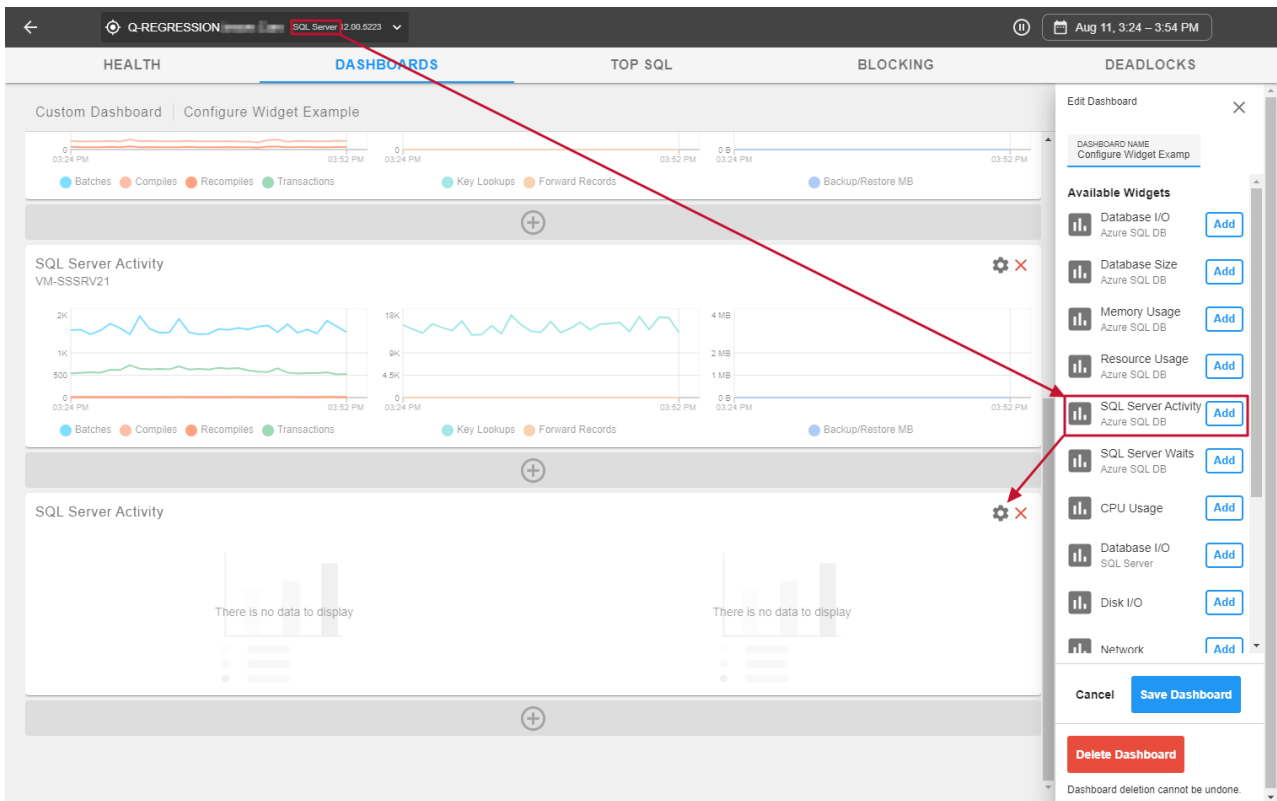 Q-REGRESSION SQL Server 12.00.5223
Aug 11, 3:24 – 3:54 PM
HEALTH DASHBOARDS TOP SQL BLOCKING DEADLOCKS
Custom Dashboard Configure Widget Example
0
03:24 PM 03:52 PM
Batches Compiles Recompiles Transactions
0
03:24 PM 03:52 PM
Key Lookups Forward Records
0 B
03:24 PM 03:52 PM
Backup/Restore MB
SQL Server Activity
VM-SSSRV21
2K
1K
500
0
03:24 PM 03:52 PM
Batches Compiles Recompiles Transactions
18K
9K
4.5K
0
03:24 PM 03:52 PM
Key Lookups Forward Records
4 MB
2 MB
1 MB
0 B
03:24 PM 03:52 PM
Backup/Restore MB
SQL Server Activity
There is no data to display
There is no data to display
Edit Dashboard
DASHBOARD NAME
Configure Widget Examp
Available Widgets
Database I/O
Azure SQL DB
Add
Database Size
Azure SQL DB
Add
Memory Usage
Azure SQL DB
Add
Resource Usage
Azure SQL DB
Add
SQL Server Activity
Azure SQL DB
Add
SQL Server Waits
Azure SQL DB
Add
CPU Usage
Add
Database I/O
SQL Server
Add
Disk I/O
Add
Network
Add
Cancel Save Dashboard
Delete Dashboard
Dashboard deletion cannot be undone.